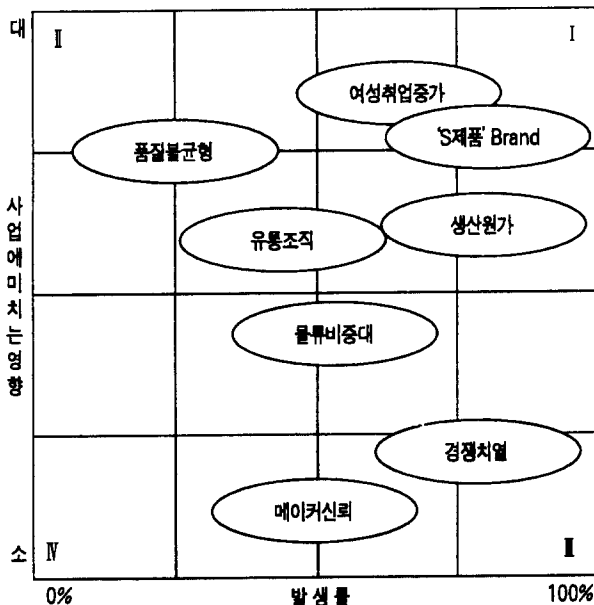 대
Ⅱ
Ⅰ
여성취업증가
'S제품' Brand
품질불균형
사업에미치는영향
생산원가
유통조직
물류비증대
경쟁치열
메이커신뢰
소
Ⅳ
Ⅲ
0%
발생률
100%